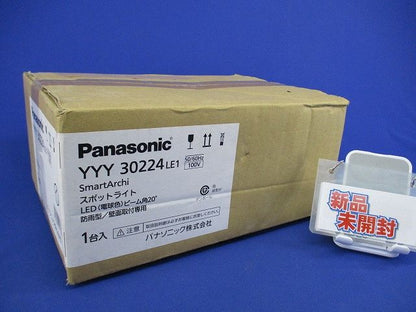 Panasonic
YYY 30224 LE1
50/60Hz
100V
SmartArchi
スポットライト
LED(電球色)ビーム角20°
防雨型/壁面取付専用
1台入
⚠注意
パナソニック株式会社
新品
未開封